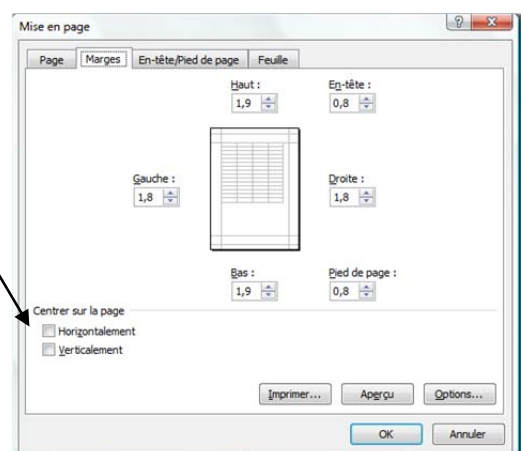 Mise en page
Page Marges En-tête/Pied de page Feuille
Haut : En-tête :
1,9 0,8
Gauche : Droite :
1,8 1,8
Bas : Pied de page :
1,9 0,8
Centrer sur la page
Horizontalement
Verticalement
Imprimer... Aperçu Options...
OK Annuler